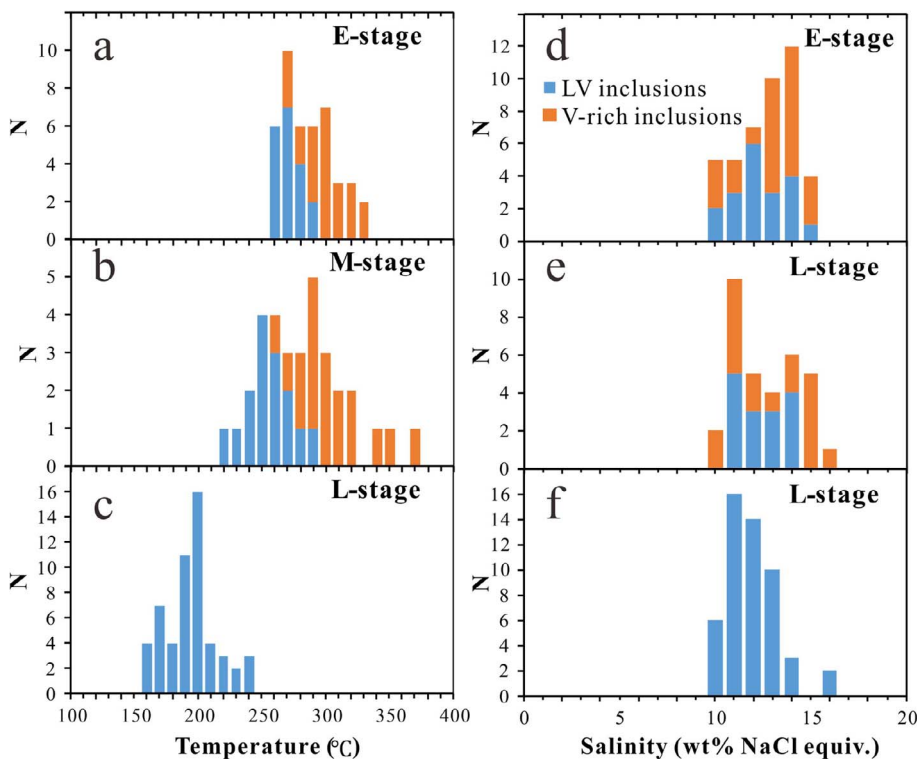 a
E-stage
10
8
6
4
2
0
N
b
M-stage
5
4
3
2
1
0
N
c
L-stage
16
14
12
10
8
6
4
2
0
N
100
150
200
250
300
350
400
Temperature (℃)
d
E-stage
14
12
10
8
6
4
2
0
N
LV inclusions
V-rich inclusions
e
L-stage
10
8
6
4
2
0
N
f
L-stage
16
14
12
10
8
6
4
2
0
N
0
5
10
15
20
Salinity (wt% NaCl equiv.)